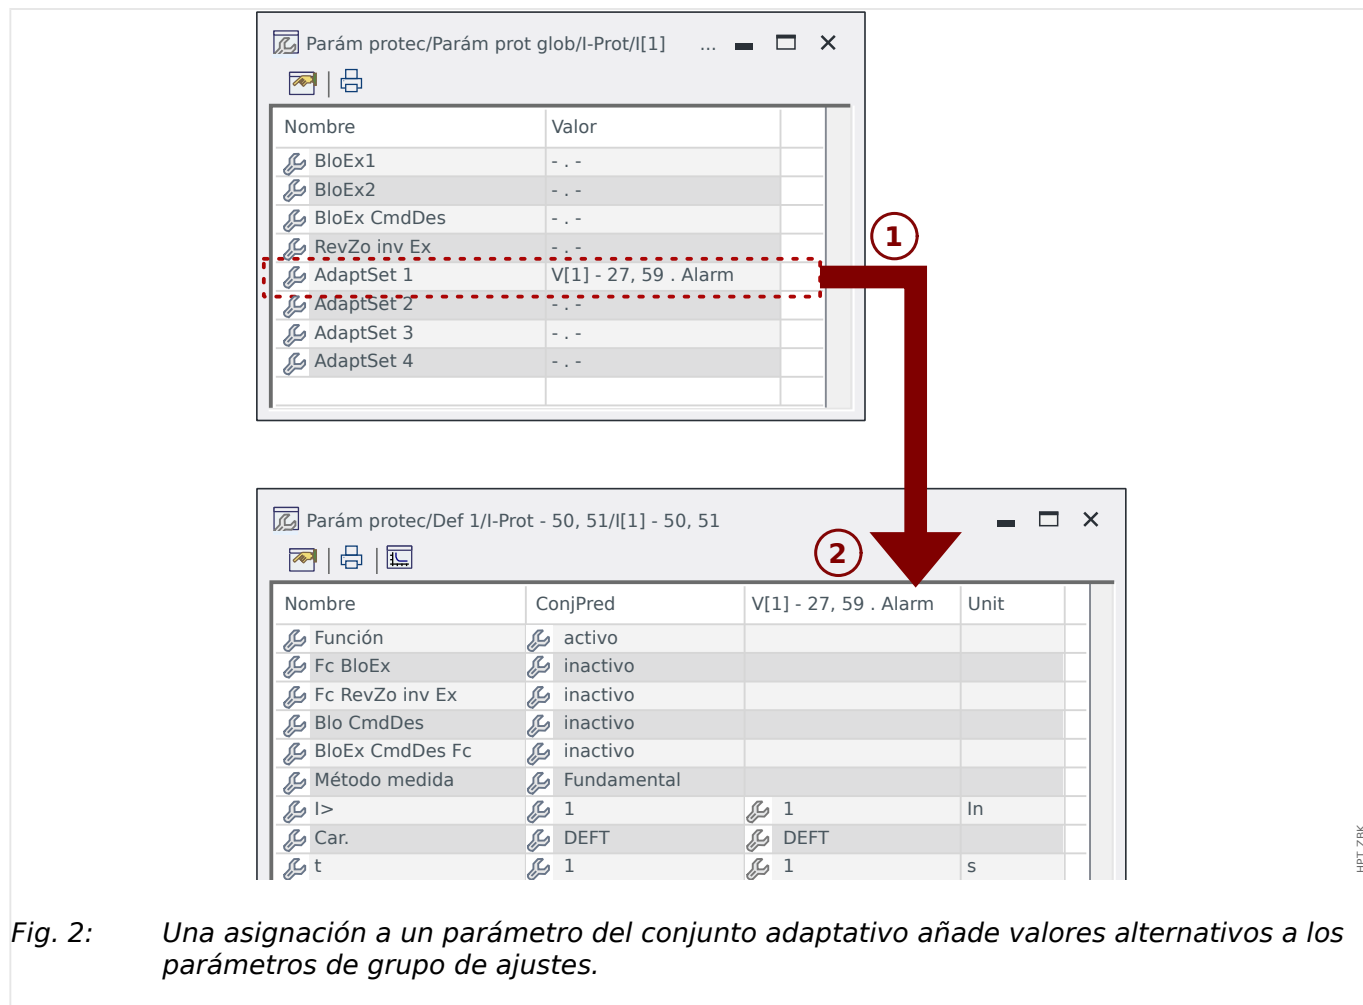 Parám protec/Parám prot glob/I-Prot/I[1] ...
Nombre Valor
BloEx1 - . -
BloEx2 - . -
BloEx CmdDes - . -
RevZo inv Ex - . -
AdaptSet 1 V[1] - 27, 59 . Alarm
AdaptSet 2 - . -
AdaptSet 3 - . -
AdaptSet 4 - . -
1
Parám protec/Def 1/I-Prot - 50, 51/I[1] - 50, 51
2
Nombre ConjPred V[1] - 27, 59 . Alarm Unit
Función activo
Fc BloEx inactivo
Fc RevZo inv Ex inactivo
Blo CmdDes inactivo
BloEx CmdDes Fc inactivo
Método medida Fundamental
I> 1 1 In
Car. DEFT DEFT
t 1 1 s
HPT_ZBK
Fig. 2: Una asignación a un parámetro del conjunto adaptativo añade valores alternativos a los
parámetros de grupo de ajustes.